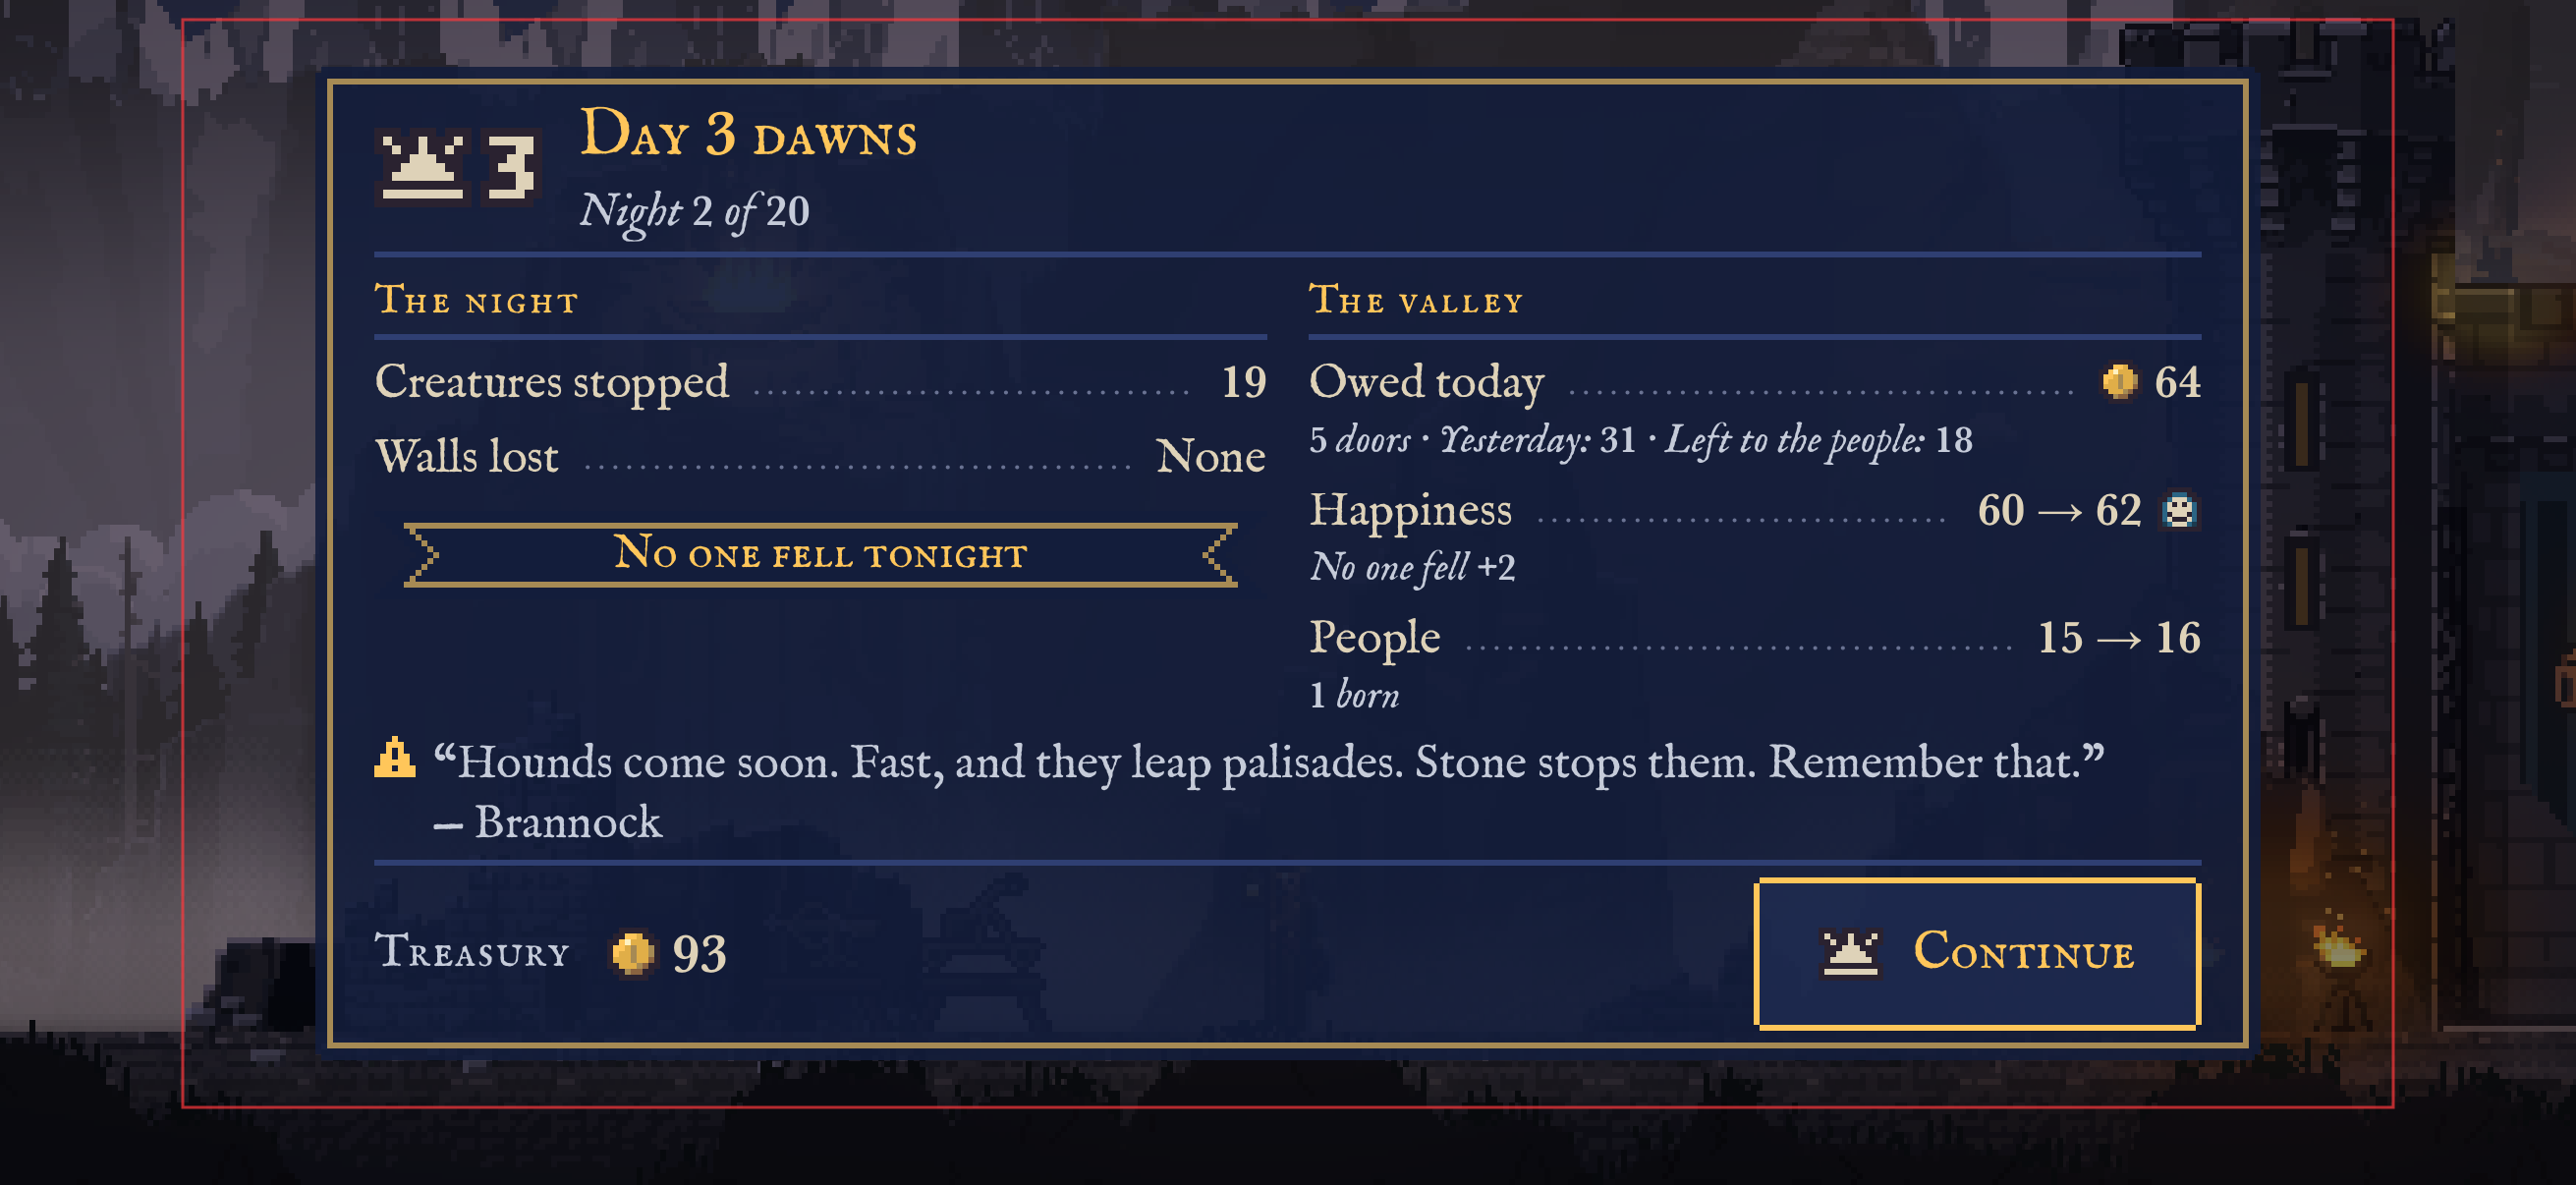 3
Day 3 dawns
Night 2 of 20
The night
Creatures stopped 19
Walls lost None
No one fell tonight
The valley
Owed today 64
5 doors · Yesterday: 31 · Left to the people: 18
Happiness 60 → 62
No one fell +2
People 15 → 16
1 born
“Hounds come soon. Fast, and they leap palisades. Stone stops them. Remember that.”
— Brannock
Treasury 93
Continue